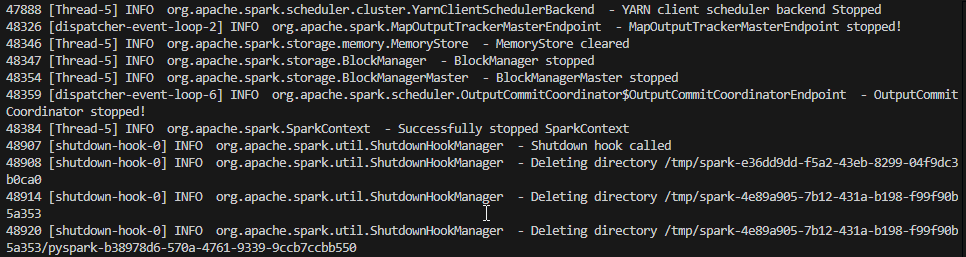 47888 [Thread-5] INFO  org.apache.spark.scheduler.cluster.YarnClientSchedulerBackend  - YARN client scheduler backend Stopped
48326 [dispatcher-event-loop-2] INFO  org.apache.spark.MapOutputTrackerMasterEndpoint  - MapOutputTrackerMasterEndpoint stopped!
48346 [Thread-5] INFO  org.apache.spark.storage.memory.MemoryStore  - MemoryStore cleared
48347 [Thread-5] INFO  org.apache.spark.storage.BlockManager  - BlockManager stopped
48354 [Thread-5] INFO  org.apache.spark.storage.BlockManagerMaster  - BlockManagerMaster stopped
48359 [dispatcher-event-loop-6] INFO  org.apache.spark.scheduler.OutputCommitCoordinator$OutputCommitCoordinatorEndpoint  - OutputCommit
Coordinator stopped!
48384 [Thread-5] INFO  org.apache.spark.SparkContext  - Successfully stopped SparkContext
48907 [shutdown-hook-0] INFO  org.apache.spark.util.ShutdownHookManager  - Shutdown hook called
48908 [shutdown-hook-0] INFO  org.apache.spark.util.ShutdownHookManager  - Deleting directory /tmp/spark-e36dd9dd-f5a2-43eb-8299-04f9dc3
b0ca0
48914 [shutdown-hook-0] INFO  org.apache.spark.util.ShutdownHookManager  - Deleting directory /tmp/spark-4e89a905-7b12-431a-b198-f99f90b
5a353
48920 [shutdown-hook-0] INFO  org.apache.spark.util.ShutdownHookManager  - Deleting directory /tmp/spark-4e89a905-7b12-431a-b198-f99f90b
5a353/pyspark-b38978d6-570a-4761-9339-9ccb7ccbb550